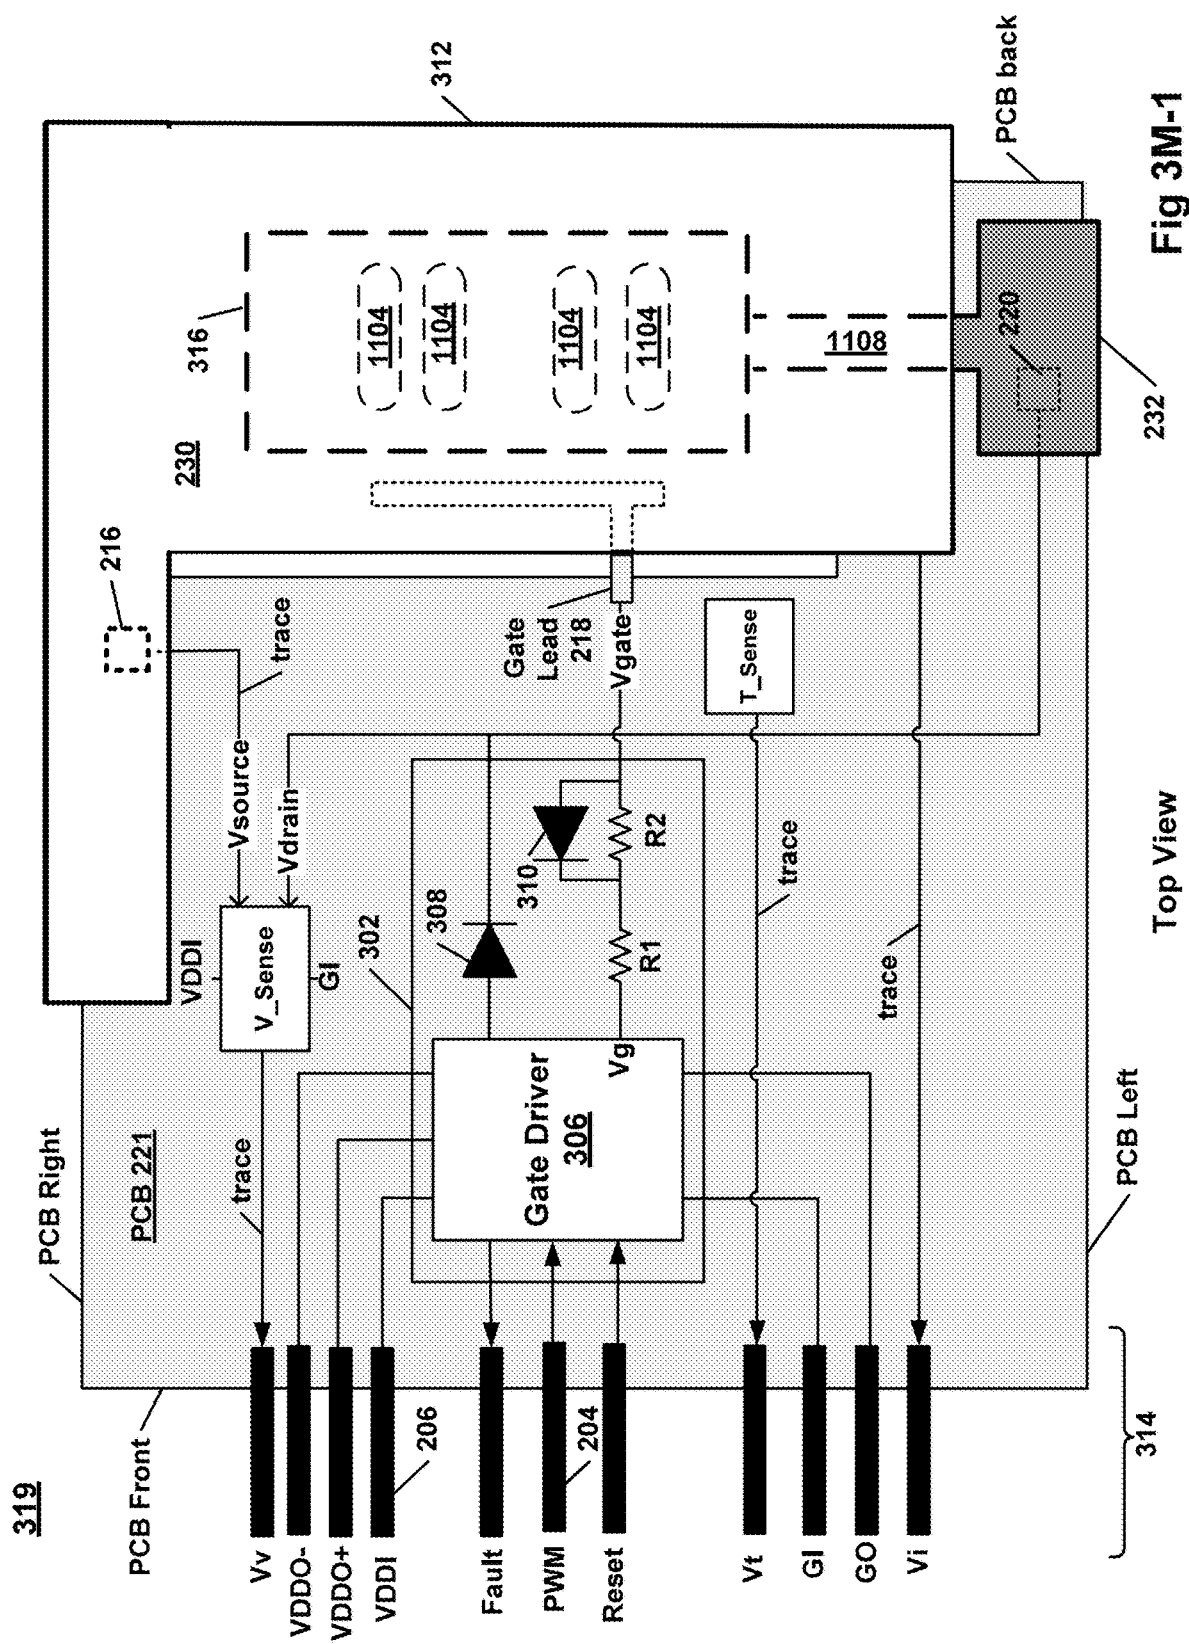 319
PCB Front
PCB Right
PCB 221
312
PCB back
316
230
216
trace
Vsource
Vdrain
VDDI
V_Sense
GI
trace
1104
1104
1104
1104
1108
220
232
Gate
Lead
218
Vgate
T_Sense
302
308
310
R2
R1
Gate Driver
306
Vg
trace
trace
PCB Left
Vv
VDDO-
VDDO+
VDDI
206
Fault
PWM
204
Reset
Vt
GI
GO
Vi
314
Top View
Fig 3M-1